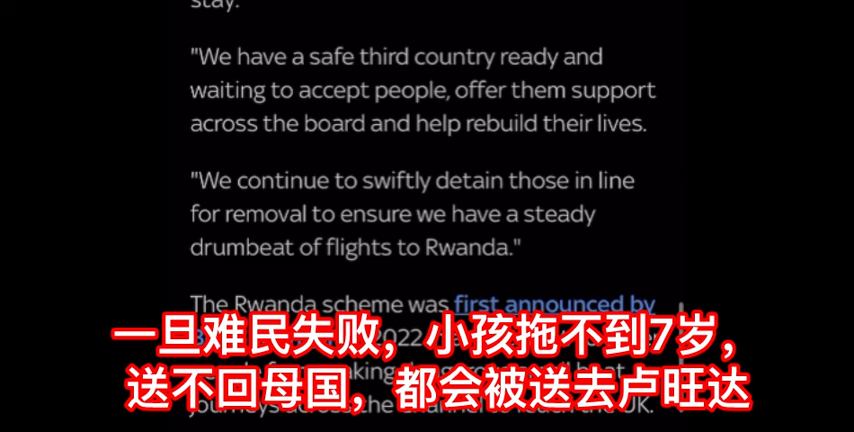 stay.
"We have a safe third country ready and
waiting to accept people, offer them support
across the board and help rebuild their lives.
"We continue to swiftly detain those in line
for removal to ensure we have a steady
drumbeat of flights to Rwanda."
The Rwanda scheme was first announced by
2022
一旦难民失败，小孩拖不到7岁，
送不回母国，都会被送去卢旺达
the UK.